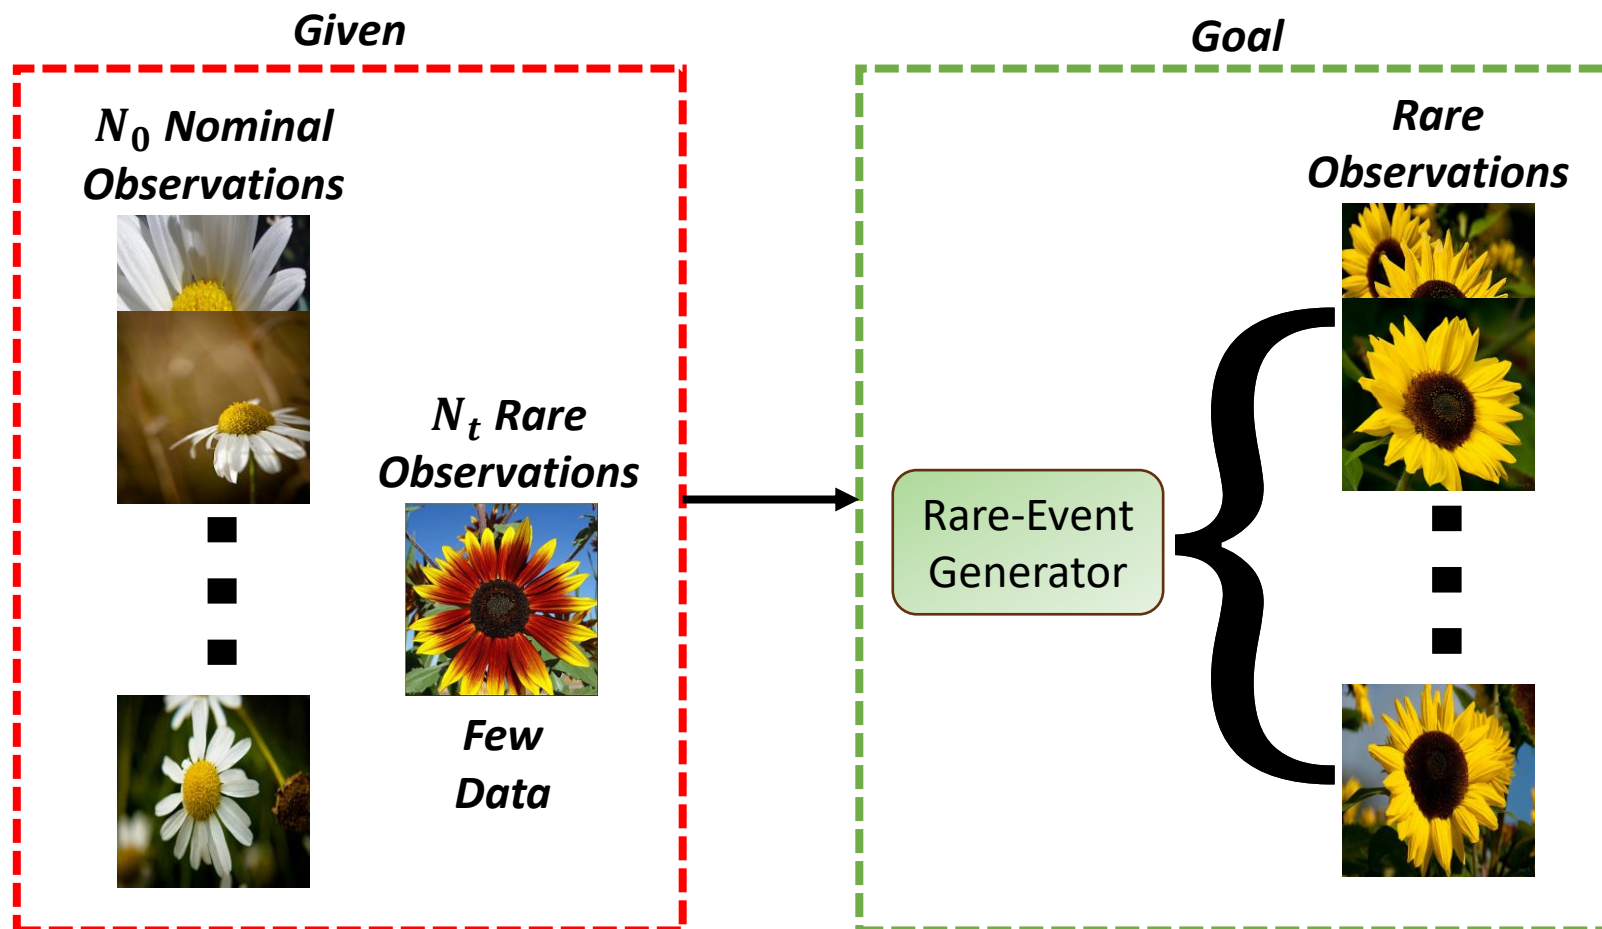 Given
N₀ Nominal
Observations
Nₜ Rare
Observations
Few
Data
Goal
Rare
Observations
Rare-Event
Generator